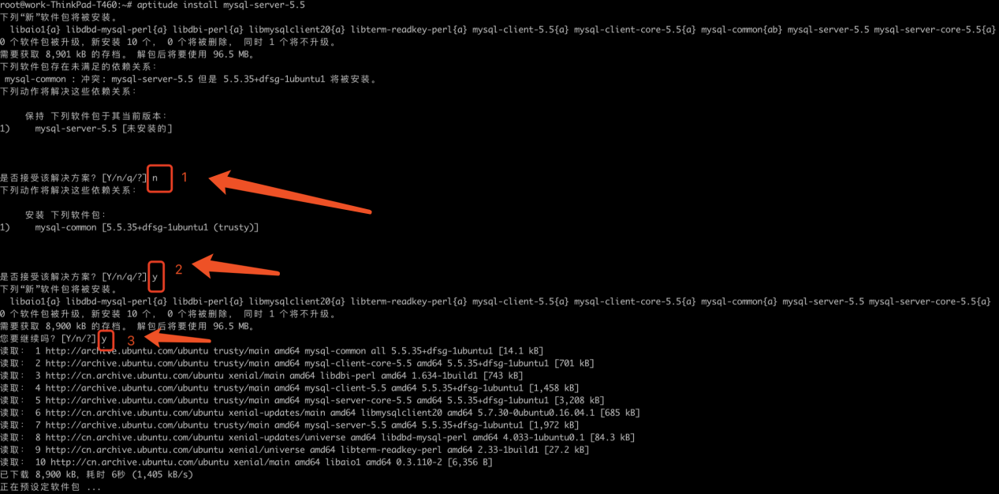 root@work-ThinkPad-T460:~# aptitude install mysql-server-5.5
下列“新”软件包将被安装。
libaio1{a} libdbd-mysql-perl{a} libdbi-perl{a} libmysqlclient20{a} libterm-readkey-perl{a} mysql-client-5.5{a} mysql-client-core-5.5{a} mysql-common{ab} mysql-server-5.5 mysql-server-core-5.5{a}
0 个软件包被升级，新安装 10 个， 0 个将被删除， 同时 1 个将不升级。
需要获取 8,901 kB 的存档。 解包后将要使用 96.5 MB。
下列软件包存在未满足的依赖关系：
mysql-common : 冲突: mysql-server-5.5 但是 5.5.35+dfsg-1ubuntu1 将被安装。
下列动作将解决这些依赖关系：
保持 下列软件包于其当前版本：
1) mysql-server-5.5 [未安装的]
是否接受该解决方案？[Y/n/q/?] n 1
下列动作将解决这些依赖关系：
安装 下列软件包：
1) mysql-common [5.5.35+dfsg-1ubuntu1 (trusty)]
是否接受该解决方案？[Y/n/q/?] y 2
下列“新”软件包将被安装。
libaio1{a} libdbd-mysql-perl{a} libdbi-perl{a} libmysqlclient20{a} libterm-readkey-perl{a} mysql-client-5.5{a} mysql-client-core-5.5{a} mysql-common{a} mysql-server-5.5 mysql-server-core-5.5{a}
0 个软件包被升级，新安装 10 个， 0 个将被删除， 同时 1 个将不升级。
需要获取 8,900 kB 的存档。 解包后将要使用 96.5 MB。
您要继续吗？[Y/n/?] y 3
读取： 1 http://archive.ubuntu.com/ubuntu trusty/main amd64 mysql-common all 5.5.35+dfsg-1ubuntu1 [14.1 kB]
读取： 2 http://archive.ubuntu.com/ubuntu trusty/main amd64 mysql-client-core-5.5 amd64 5.5.35+dfsg-1ubuntu1 [701 kB]
读取： 3 http://cn.archive.ubuntu.com/ubuntu xenial/main amd64 libdbi-perl amd64 1.634-1build1 [743 kB]
读取： 4 http://archive.ubuntu.com/ubuntu trusty/main amd64 mysql-client-5.5 amd64 5.5.35+dfsg-1ubuntu1 [1,458 kB]
读取： 5 http://archive.ubuntu.com/ubuntu trusty/main amd64 mysql-server-core-5.5 amd64 5.5.35+dfsg-1ubuntu1 [3,208 kB]
读取： 6 http://cn.archive.ubuntu.com/ubuntu xenial-updates/main amd64 libmysqlclient20 amd64 5.7.30-0ubuntu0.16.04.1 [685 kB]
读取： 7 http://archive.ubuntu.com/ubuntu trusty/main amd64 mysql-server-5.5 amd64 5.5.35+dfsg-1ubuntu1 [1,972 kB]
读取： 8 http://cn.archive.ubuntu.com/ubuntu xenial-updates/universe amd64 libdbd-mysql-perl amd64 4.033-1ubuntu0.1 [84.3 kB]
读取： 9 http://cn.archive.ubuntu.com/ubuntu xenial/universe amd64 libterm-readkey-perl amd64 2.33-1build1 [27.2 kB]
读取： 10 http://cn.archive.ubuntu.com/ubuntu xenial/main amd64 libaio1 amd64 0.3.110-2 [6,356 B]
已下载 8,900 kB，耗时 6秒 (1,405 kB/s)
正在预设定软件包 ...